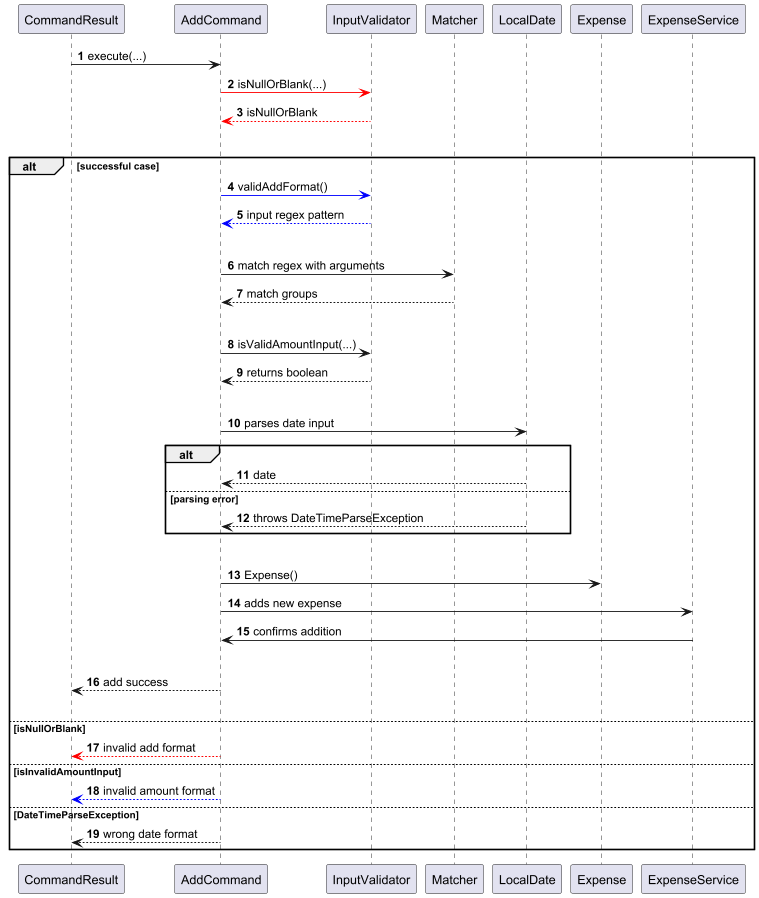 CommandResult AddCommand InputValidator Matcher LocalDate Expense ExpenseService
1 execute(...)
2 isNullOrBlank(...)
3 isNullOrBlank
alt [successful case]
4 validAddFormat()
5 input regex pattern
6 match regex with arguments
7 match groups
8 isValidAmountInput(...)
9 returns boolean
10 parses date input
alt
11 date
[parsing error]
12 throws DateTimeParseException
13 Expense()
14 adds new expense
15 confirms addition
16 add success
[isNullOrBlank]
17 invalid add format
[isInvalidAmountInput]
18 invalid amount format
[DateTimeParseException]
19 wrong date format
CommandResult AddCommand InputValidator Matcher LocalDate Expense ExpenseService